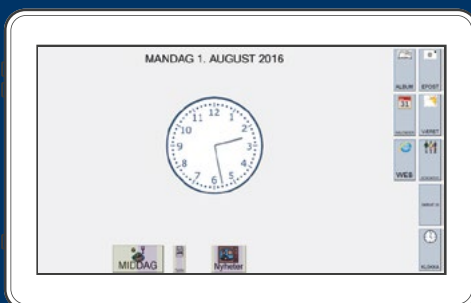 MANDAG 1. AUGUST 2016
12
1
2
3
4
5
6
7
8
9
10
11
ALBUM
EPOST
31
VÆRET
WEB
KLOKKA
MIDDAG
Nyheter